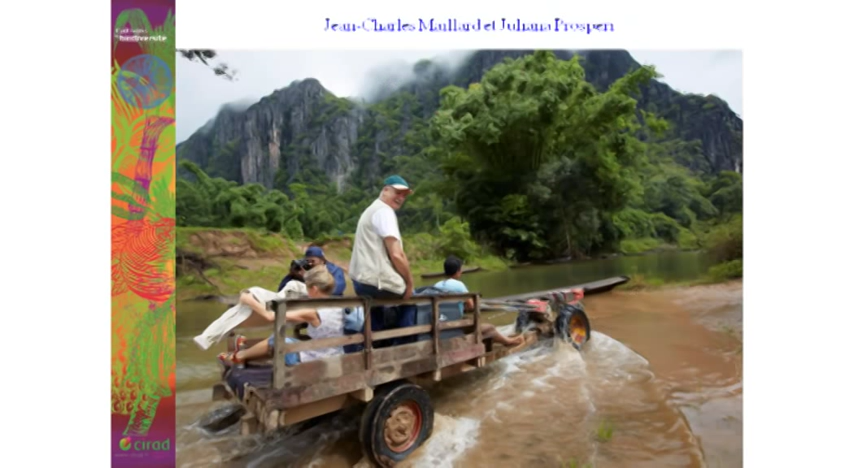 Jean-Charles Maillard et Juliana Prosperi
biodiversité
cirad